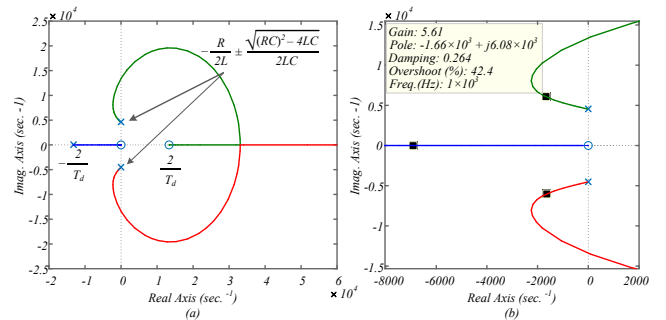 × 10⁴
2.5
2
1.5
1
0.5
0
-0.5
-1
-1.5
-2
-2.5
Imag. Axis (sec. -1)
-R/2L ± √((RC)² - 4LC)/2LC
-2/T_d
2/T_d
-2 -1 0 1 2 3 4 5 6
× 10⁴
Real Axis (sec. ⁻¹)
(a)
× 10⁴
1.5
1
0.5
0
-0.5
-1
-1.5
Imag. Axis (sec. -1)
Gain: 5.61
Pole: -1.66×10³ + j6.08×10³
Damping: 0.264
Overshoot (%): 42.4
Freq.(Hz): 1×10³
-8000 -6000 -4000 -2000 0 2000
Real Axis (sec. ⁻¹)
(b)